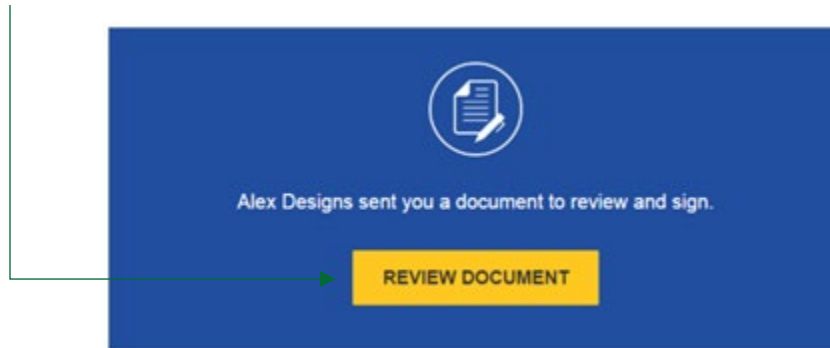 Alex Designs sent you a document to review and sign.
REVIEW DOCUMENT